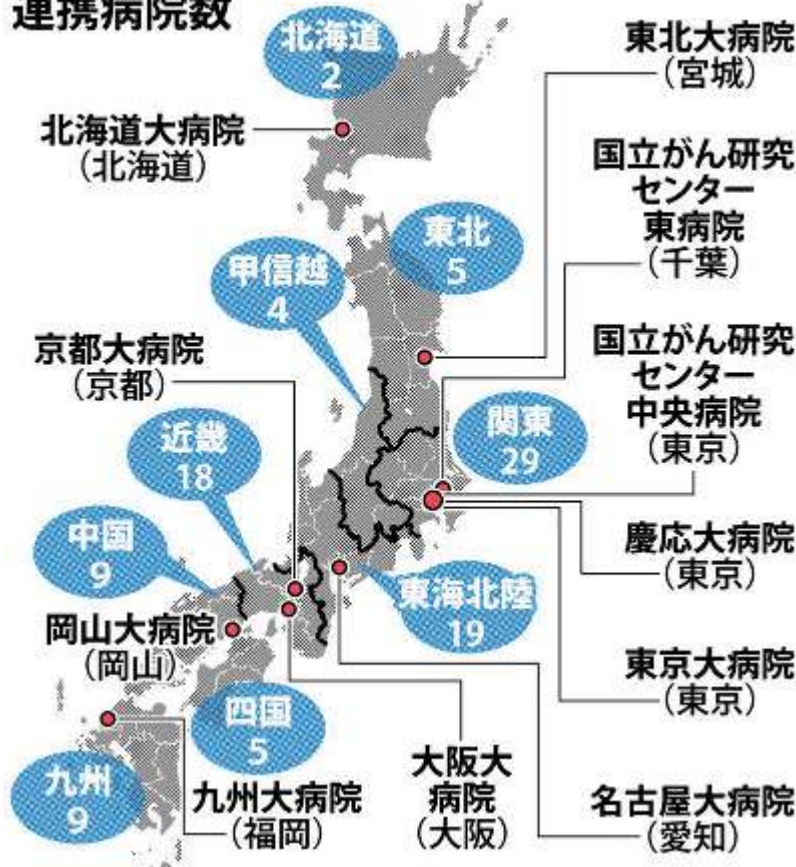 連携病院数
北海道
2
東北大病院
(宮城)
北海道大病院
(北海道)
国立がん研究
センター
東病院
(千葉)
東北
5
甲信越
4
京都大病院
(京都)
国立がん研究
センター
中央病院
(東京)
関東
29
近畿
18
中国
9
慶応大病院
(東京)
東海北陸
19
岡山大病院
(岡山)
東京大病院
(東京)
四国
5
九州
9
九州大病院
(福岡)
大阪大
病院
(大阪)
名古屋大病院
(愛知)